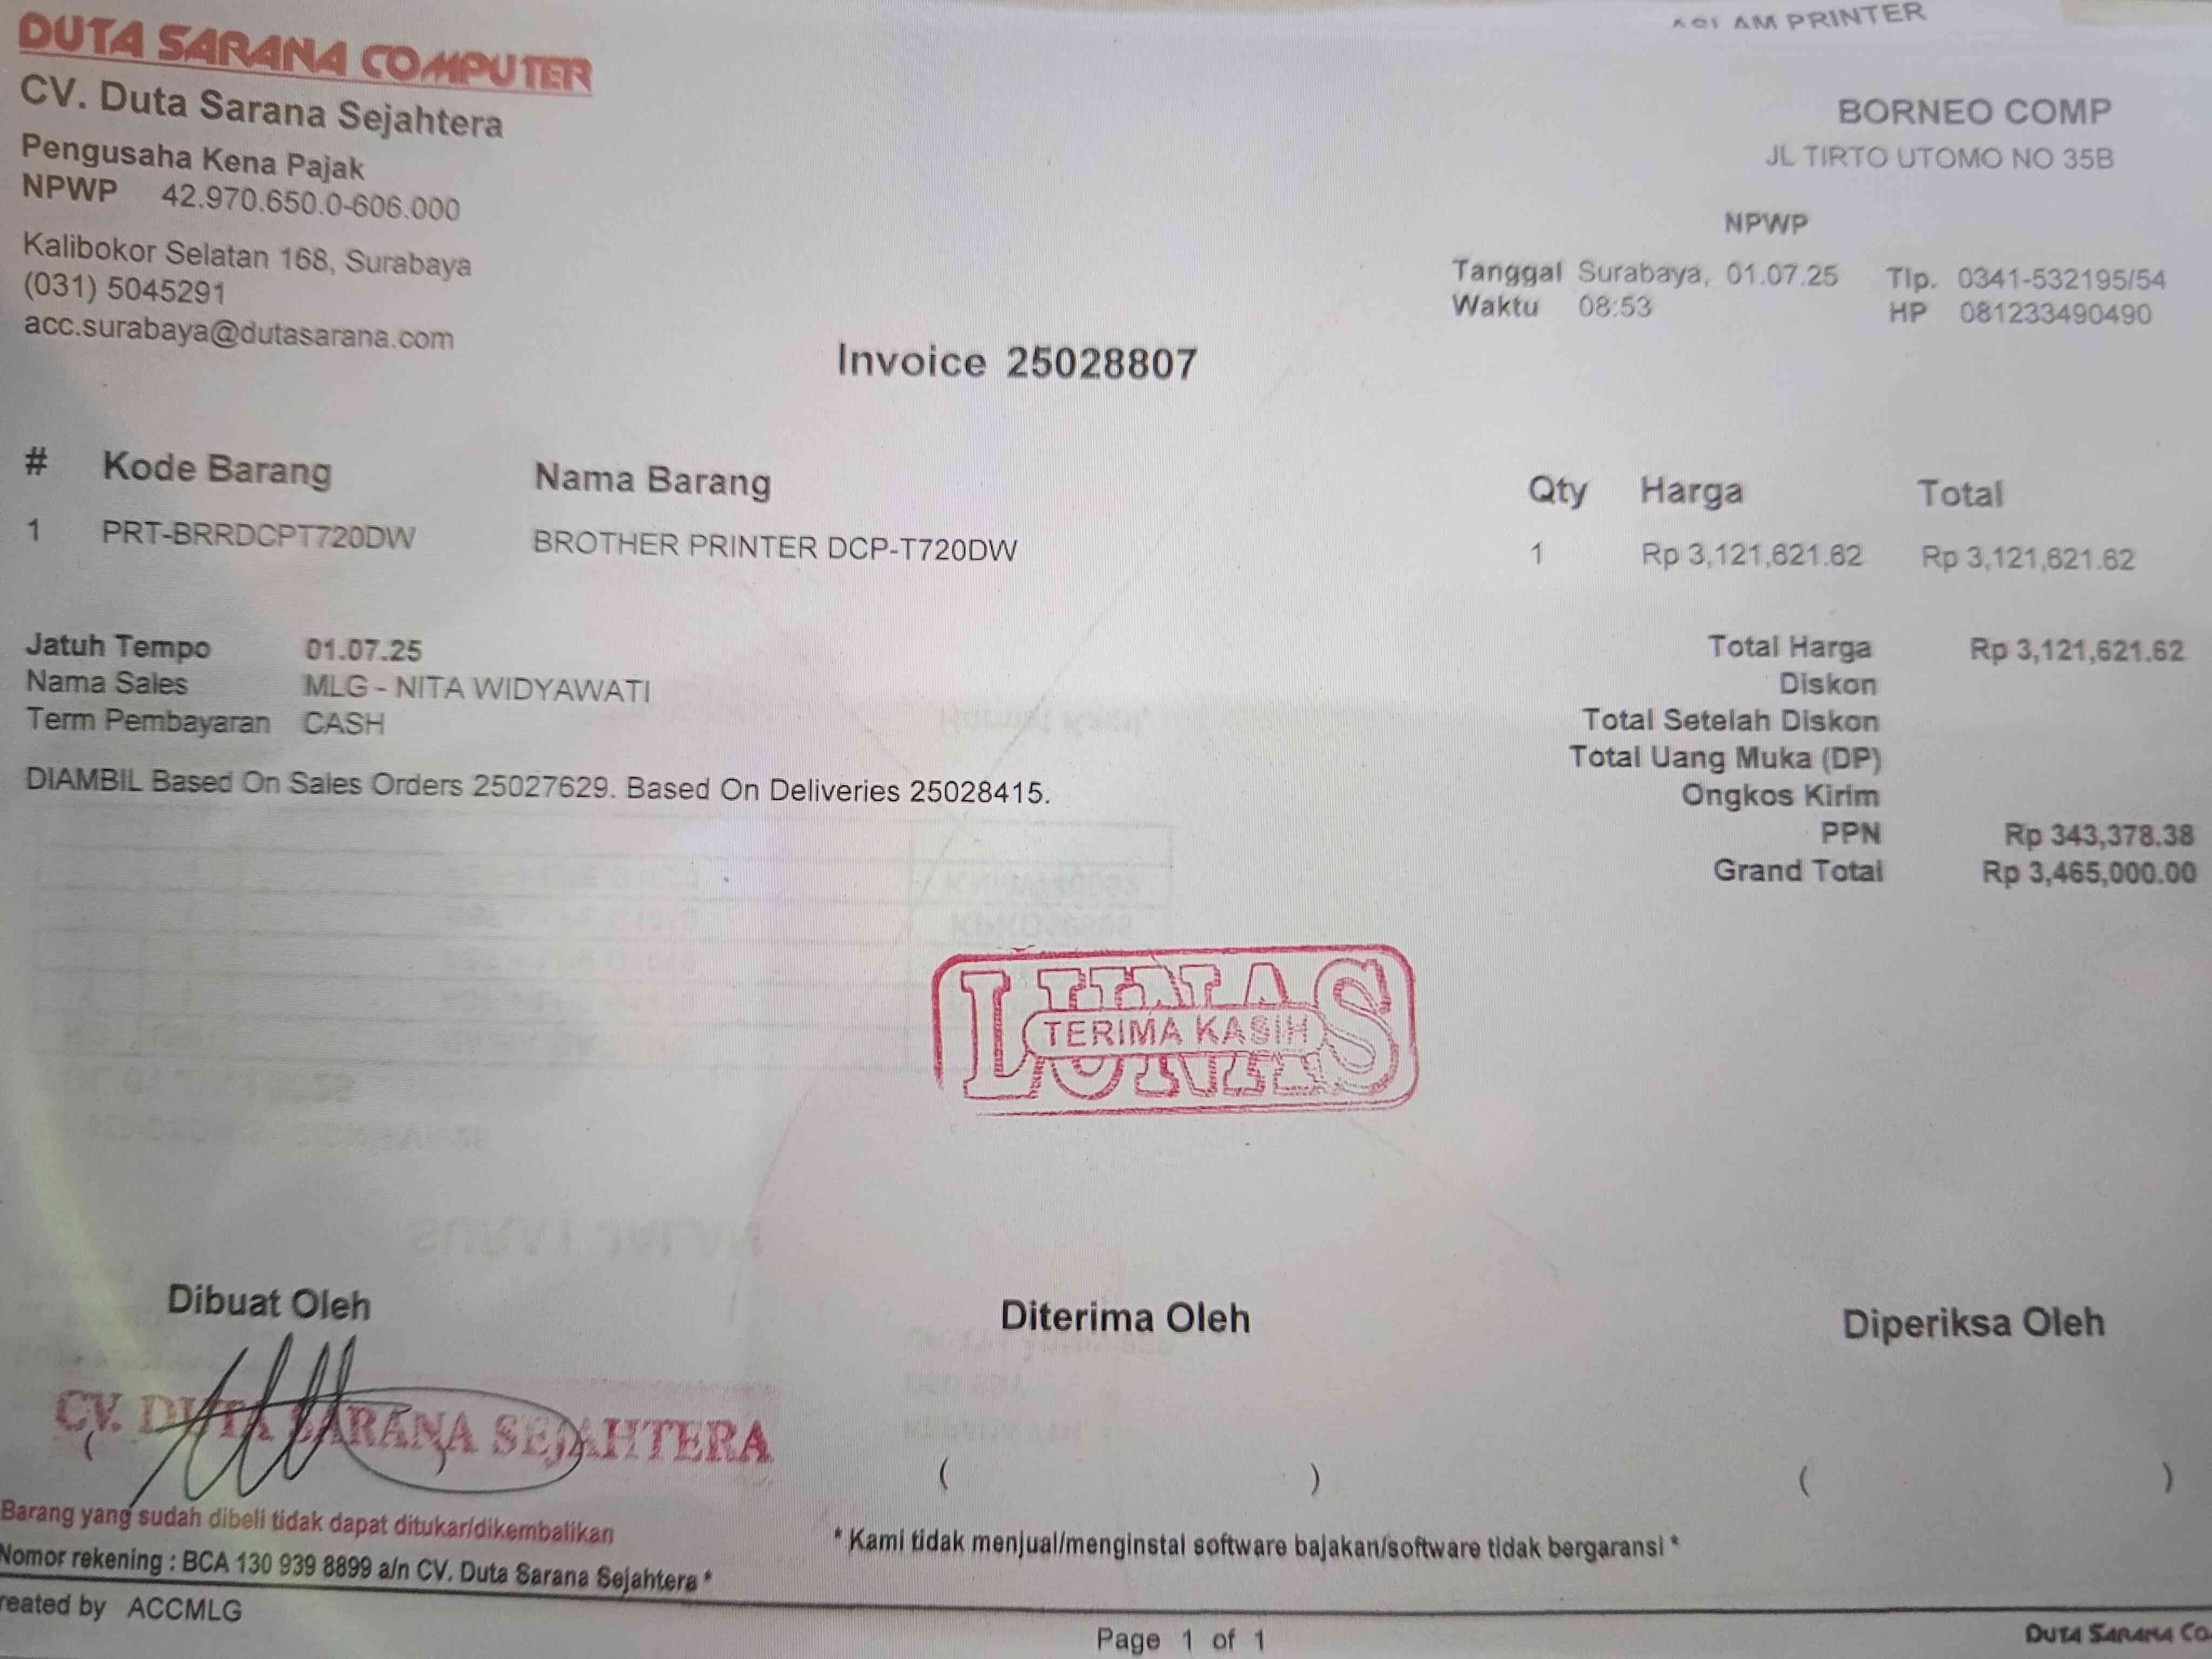 DUTA SARANA COMPUTER
CV. Duta Sarana Sejahtera
Pengusaha Kena Pajak
NPWP 42.970.650.0-606.000
Kalibokor Selatan 168, Surabaya
(031) 5045291
acc.surabaya@dutasarana.com
PRINTER
BORNEO COMP
JL TIRTO UTOMO NO 35B
NPWP
Tanggal Surabaya, 01.07.25 Tlp. 0341-532195/54
Waktu 08:53 HP 081233490490
Invoice 25028807
# Kode Barang Nama Barang Qty Harga Total
1 PRT-BRRDCPT720DW BROTHER PRINTER DCP-T720DW 1 Rp 3,121,621.62 Rp 3,121,621.62
Jatuh Tempo 01.07.25
Nama Sales MLG - NITA WIDYAWATI
Term Pembayaran CASH
DIAMBIL Based On Sales Orders 25027629. Based On Deliveries 25028415.
Total Harga Rp 3,121,621.62
Diskon
Total Setelah Diskon
Total Uang Muka (DP)
Ongkos Kirim
PPN Rp 343,378.38
Grand Total Rp 3,465,000.00
LUNAS
TERIMA KASIH
Dibuat Oleh Diterima Oleh Diperiksa Oleh
CV. DUTA SARANA SEJAHTERA
( ( ) ( )
Barang yang sudah dibeli tidak dapat ditukar/dikembalikan
* Kami tidak menjual/menginstal software bajakan/software tidak bergaransi *
Nomor rekening : BCA 130 939 8899 a/n CV. Duta Sarana Sejahtera *
reated by ACCMLG
Page 1 of 1
DUTA SARANA CO